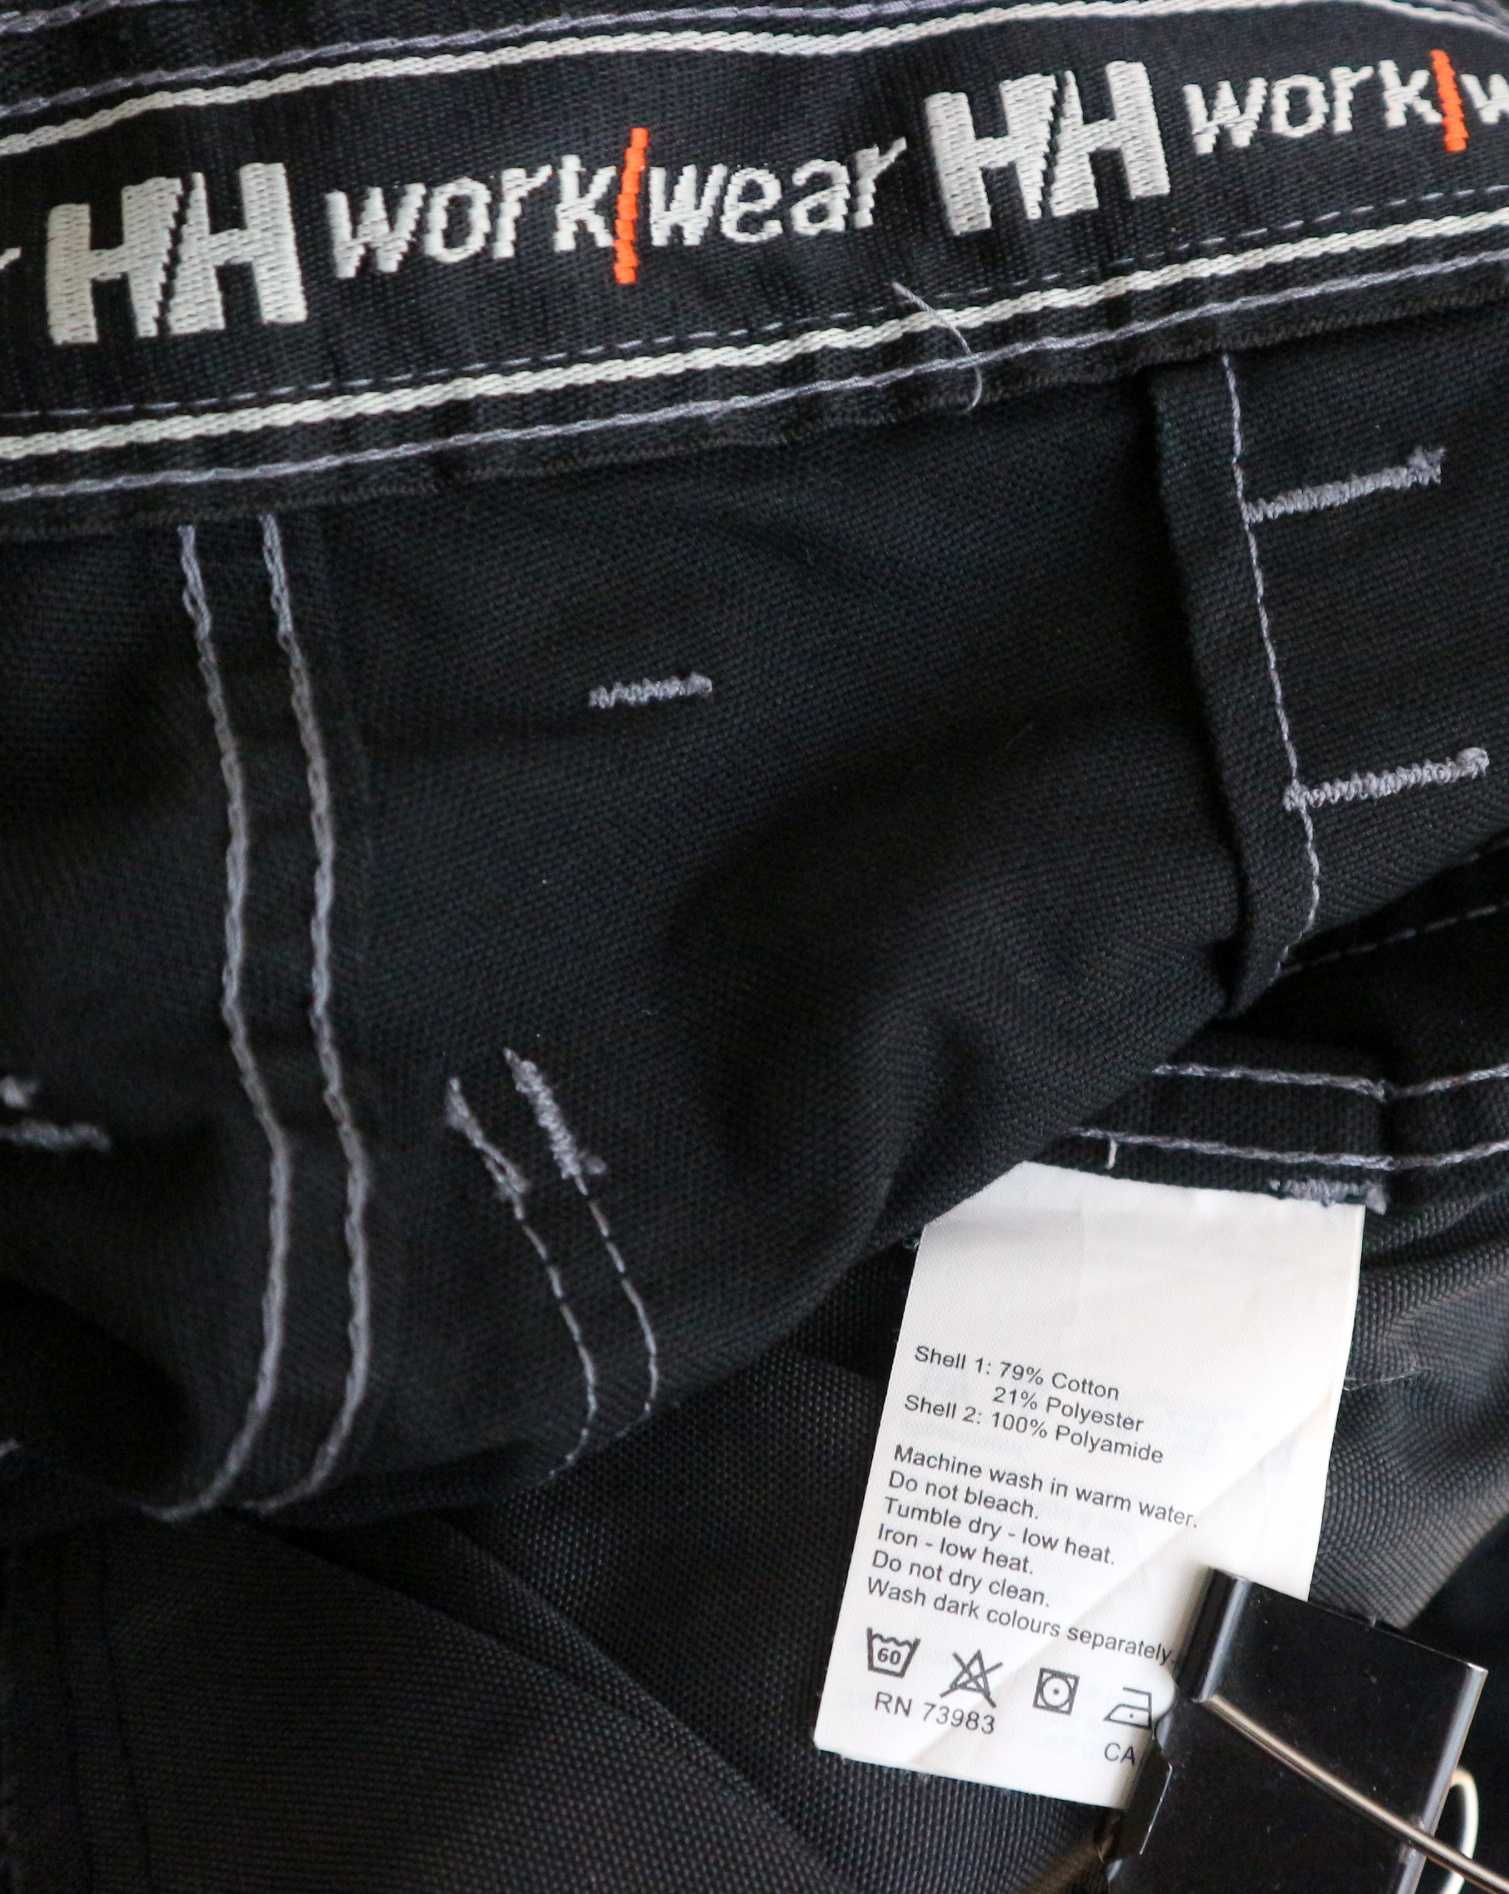 HH work|wear HH work|w
Shell 1: 79% Cotton
21% Polyester
Shell 2: 100% Polyamide
Machine wash in warm water.
Do not bleach.
Tumble dry - low heat.
Iron - low heat.
Do not dry clean.
Wash dark colours separately.
60
RN 73983
CA